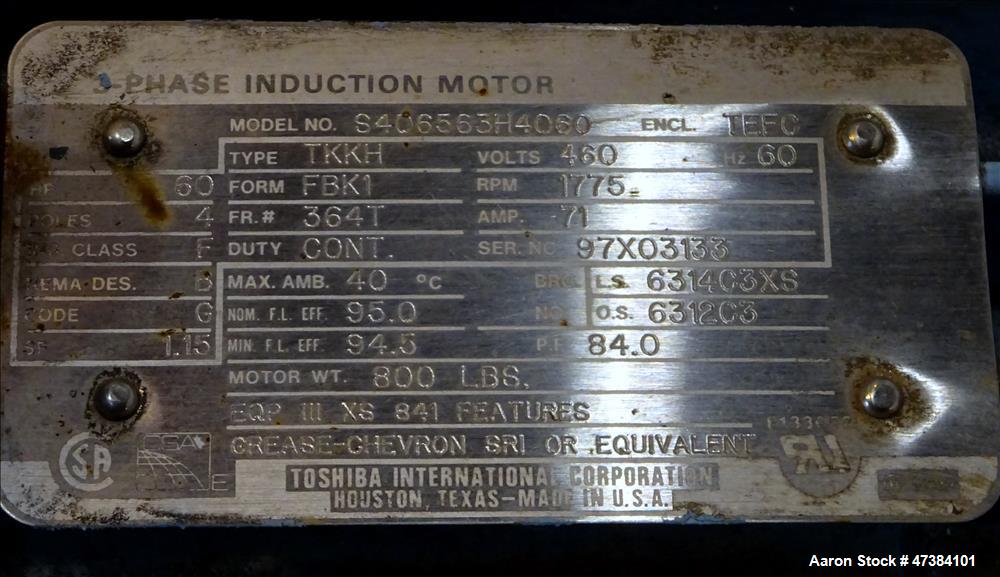 3-PHASE INDUCTION MOTOR
MODEL NO. S406563H4060 ENCL. TEFC
TYPE TKKH VOLTS 460 Hz 60
HP 60 FORM FBK1 RPM 1775
POLES 4 FR.# 364T AMP. 71
CLASS F DUTY CONT. SER. NO 97X03133
NEMA DES. B MAX. AMB. 40 °C BRG. L.S. 6314C3XS
CODE G NOM. F.L. EFF. 95.0 NO. O.S. 6312C3
SF 1.15 MIN. F.L. EFF. 94.5 P.F. 84.0
MOTOR WT. 800 LBS.
EQP III XS 841 FEATURES
GREASE-CHEVRON SRI OR EQUIVALENT
CSA E
TOSHIBA INTERNATIONAL CORPORATION
HOUSTON, TEXAS-MADE IN U.S.A.
Aaron Stock # 47384101